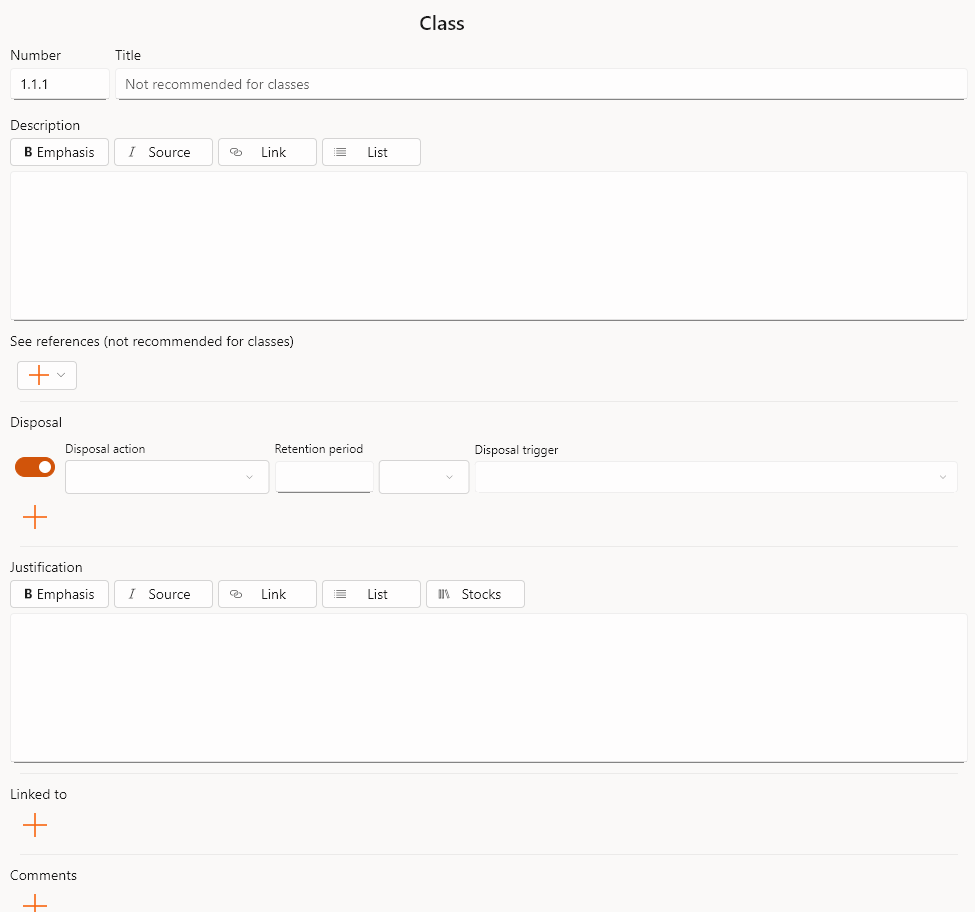 Class
Number Title
1.1.1 Not recommended for classes
Description
B Emphasis I Source Link List
See references (not recommended for classes)
Disposal
Disposal action Retention period Disposal trigger
Justification
B Emphasis I Source Link List Stocks
Linked to
Comments